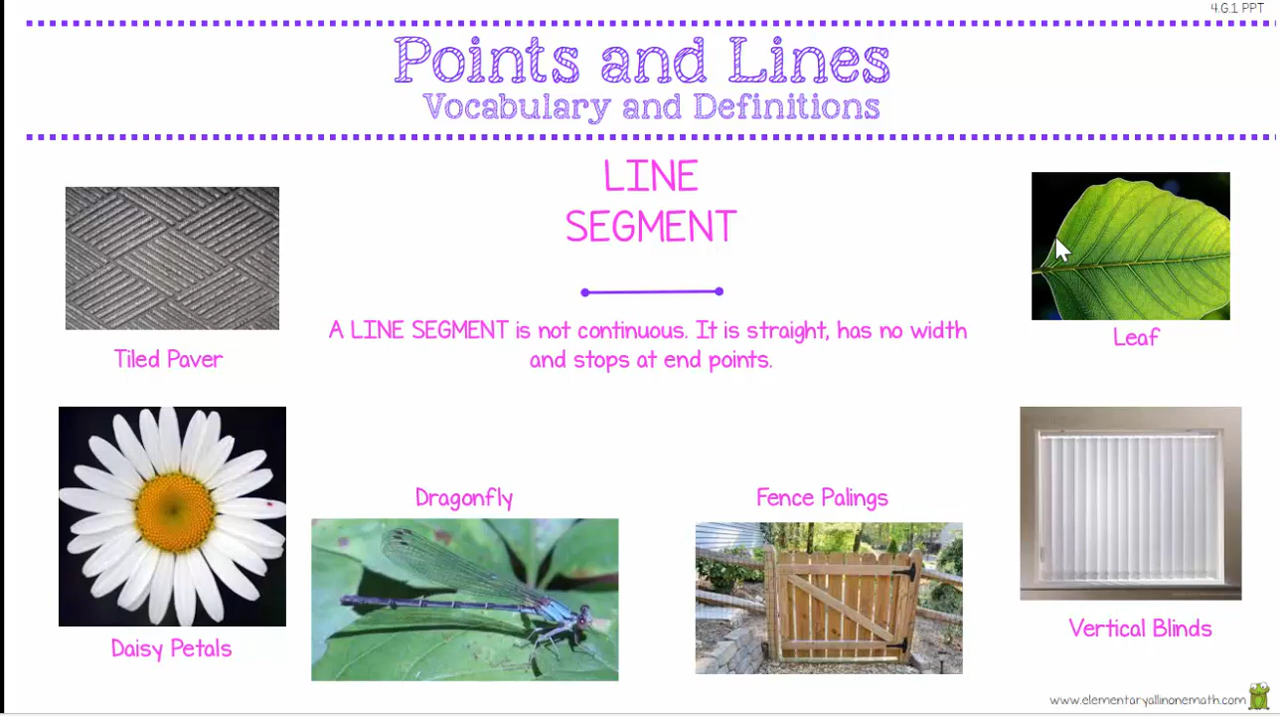 4.G.1 PPT
Points and Lines
Vocabulary and Definitions
LINE
SEGMENT
A LINE SEGMENT is not continuous. It is straight, has no width
and stops at end points.
Tiled Paver
Leaf
Daisy Petals
Dragonfly
Fence Palings
Vertical Blinds
www.elementaryallinonemath.com